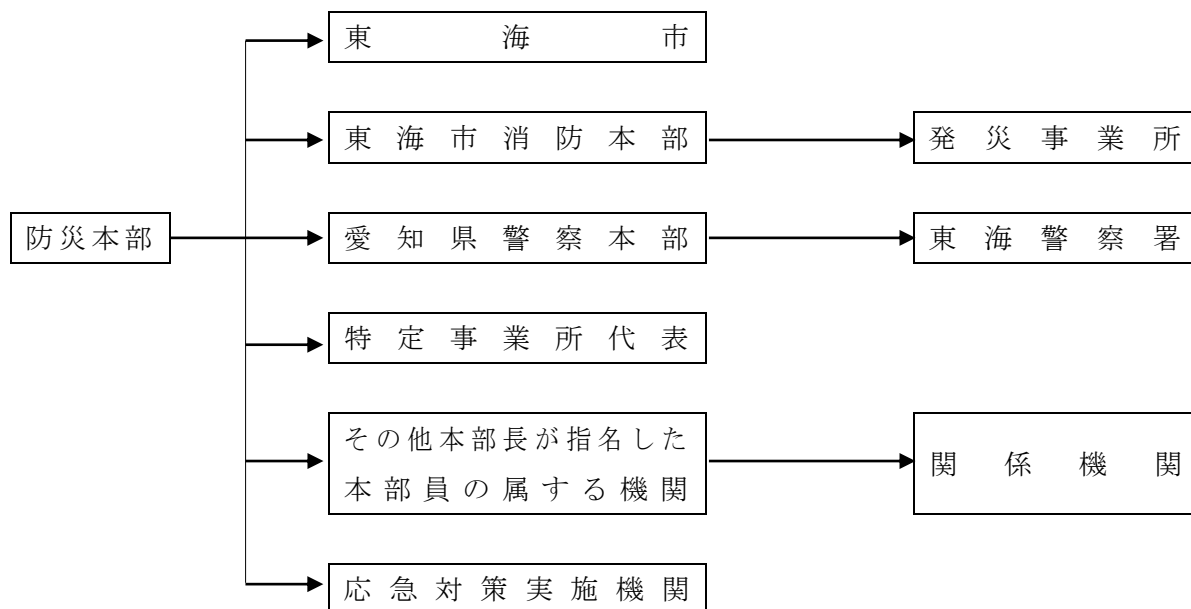 東海市
東海市消防本部
発災事業所
防災本部
愛知県警察本部
東海警察署
特定事業所代表
その他本部長が指名した
本部員の属する機関
関係機関
応急対策実施機関